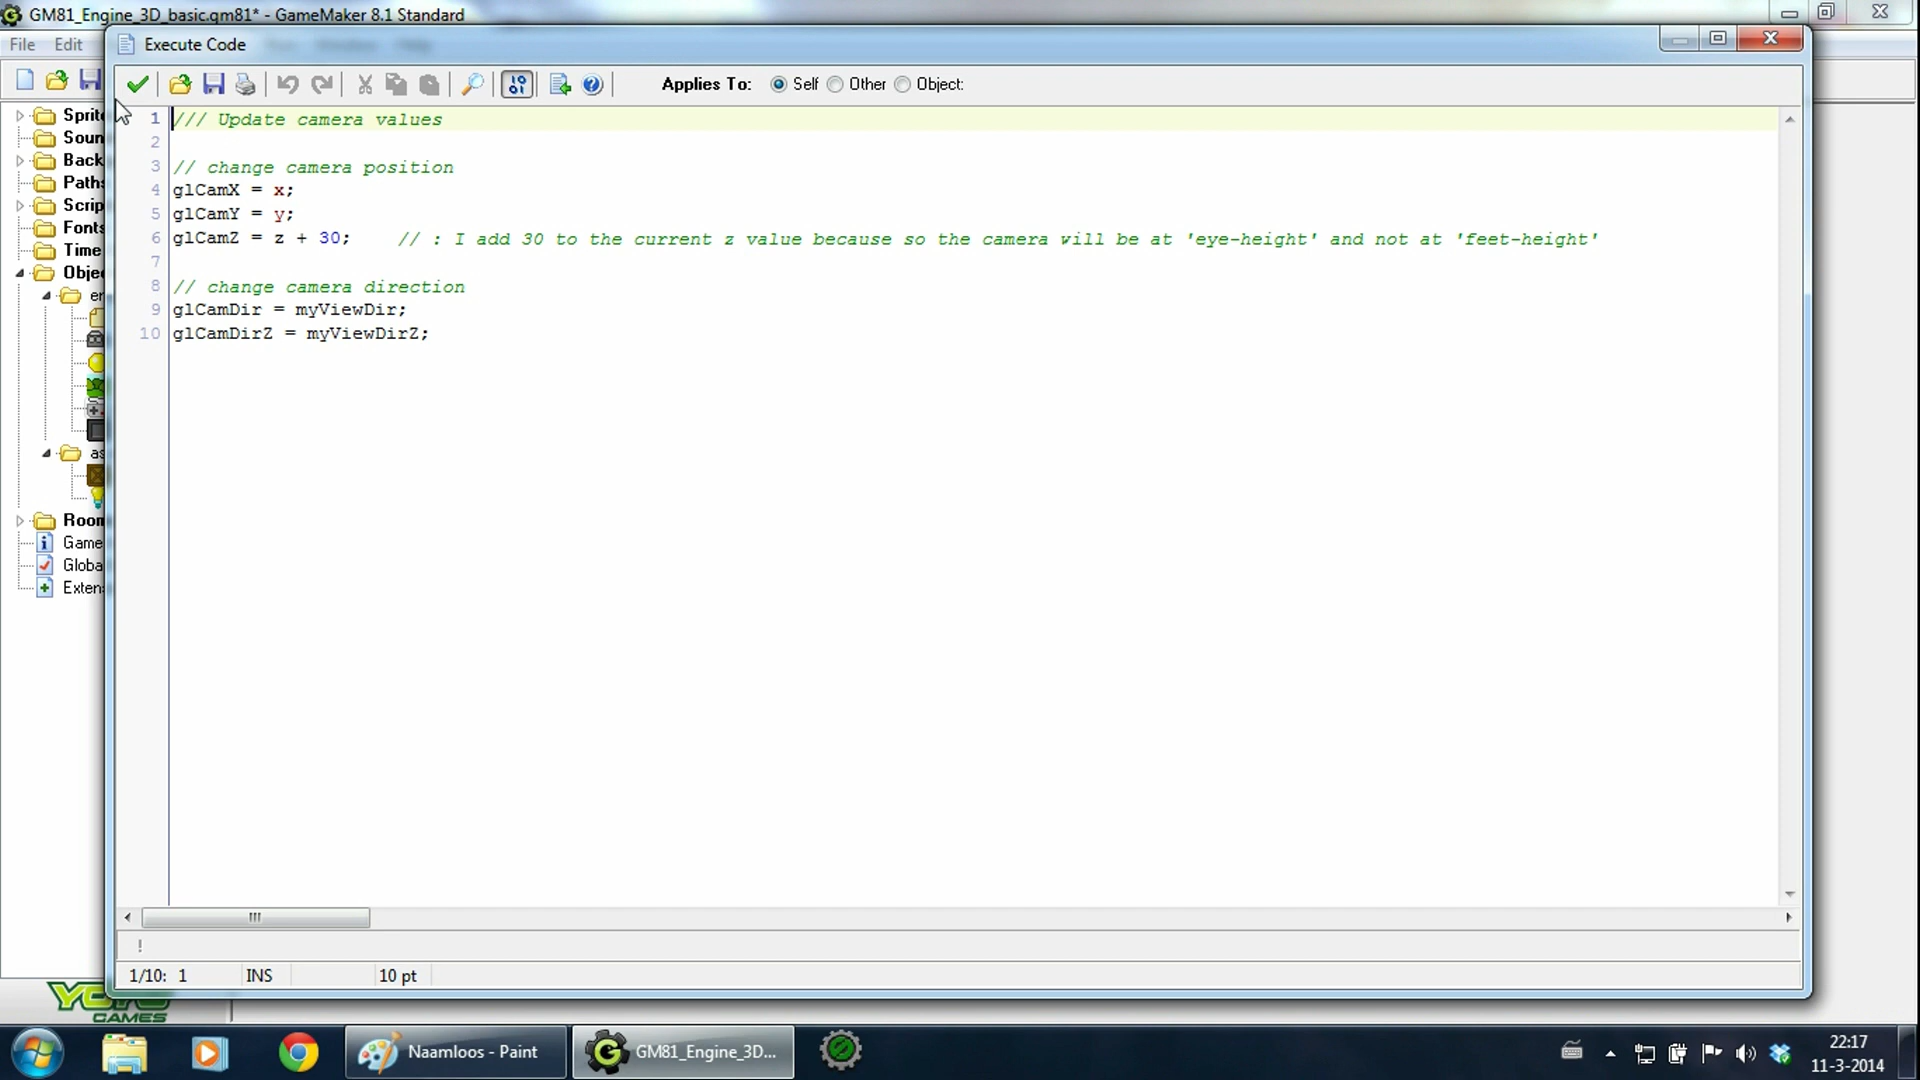 GM81_Engine_3D_basic.gm81* - GameMaker 8.1 Standard
File Edit
Execute Code
Applies To: Self Other Object:
1 /// Update camera values
2
3 // change camera position
4 glCamX = x;
5 glCamY = y;
6 glCamZ = z + 30; // : I add 30 to the current z value because so the camera will be at 'eye-height' and not at 'feet-height'
7
8 // change camera direction
9 glCamDir = myViewDir;
10 glCamDirZ = myViewDirZ;
Sprite
Soun
Back
Paths
Scrip
Fonts
Time
Obje
er
as
Room
Game
Globa
Exten
!
1/10: 1 INS 10 pt
YOYO
GAMES
Naamloos - Paint
GM81_Engine_3D...
22:17
11-3-2014